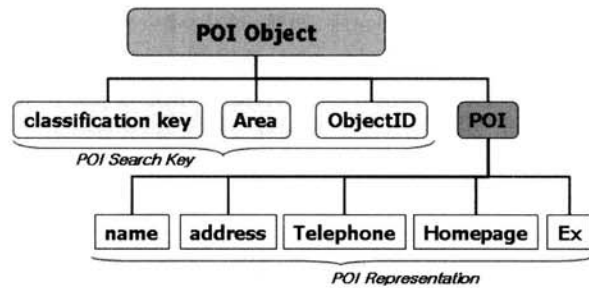 POI Object
classification key Area ObjectID POI
POI Search Key
name address Telephone Homepage Ex
POI Representation